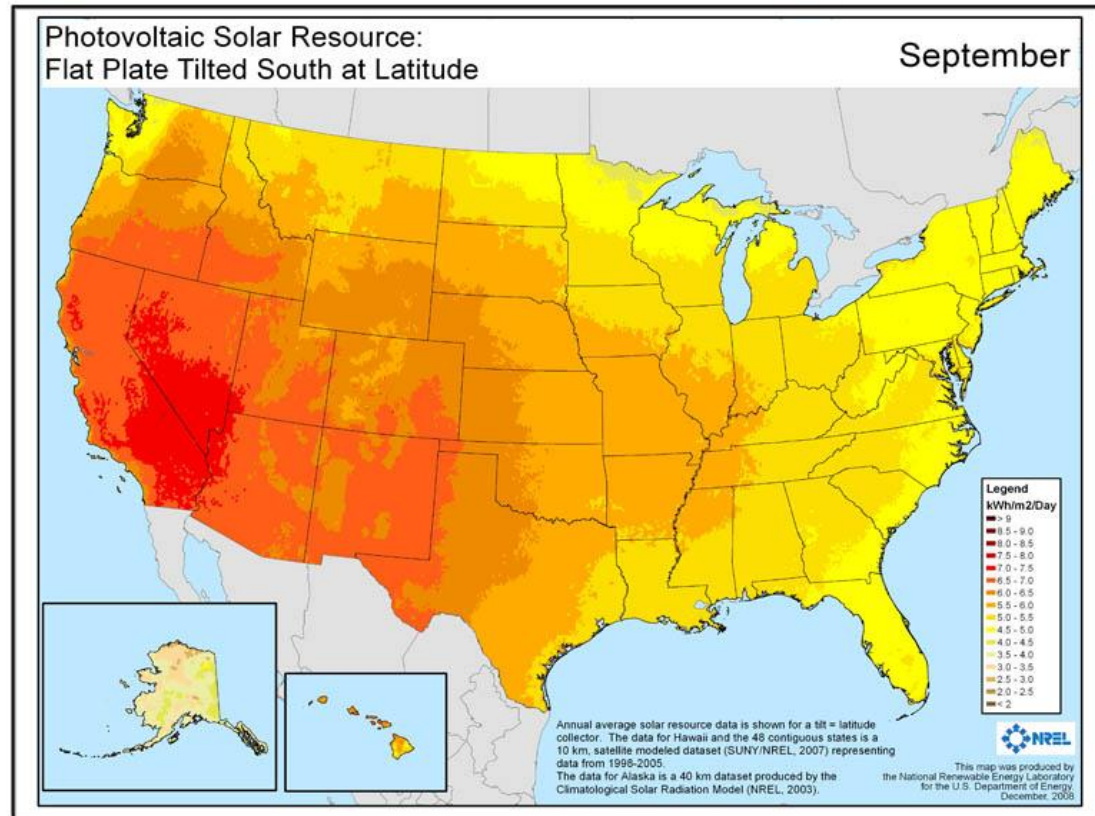 Photovoltaic Solar Resource:
Flat Plate Tilted South at Latitude
September
Legend
kWh/m2/Day
> 9
8.5 - 9.0
8.0 - 8.5
7.5 - 8.0
7.0 - 7.5
6.5 - 7.0
6.0 - 6.5
5.5 - 6.0
5.0 - 5.5
4.5 - 5.0
4.0 - 4.5
3.5 - 4.0
3.0 - 3.5
2.5 - 3.0
2.0 - 2.5
< 2
Annual average solar resource data is shown for a tilt = latitude
collector. The data for Hawaii and the 48 contiguous states is a
10 km, satellite modeled dataset (SUNY/NREL, 2007) representing
data from 1998-2005.
The data for Alaska is a 40 km dataset produced by the
Climatological Solar Radiation Model (NREL, 2003).
NREL
This map was produced by
the National Renewable Energy Laboratory
for the U.S. Department of Energy.
December, 2008